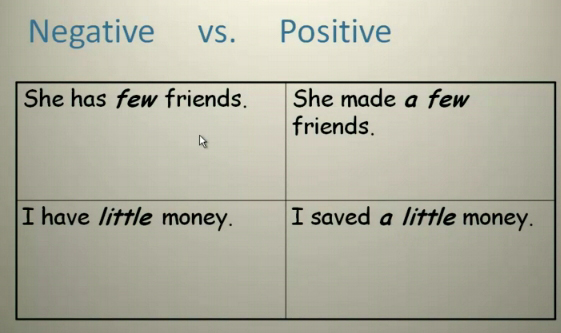 Negative vs. Positive
She has few friends.
She made a few
friends.
I have little money.
I saved a little money.